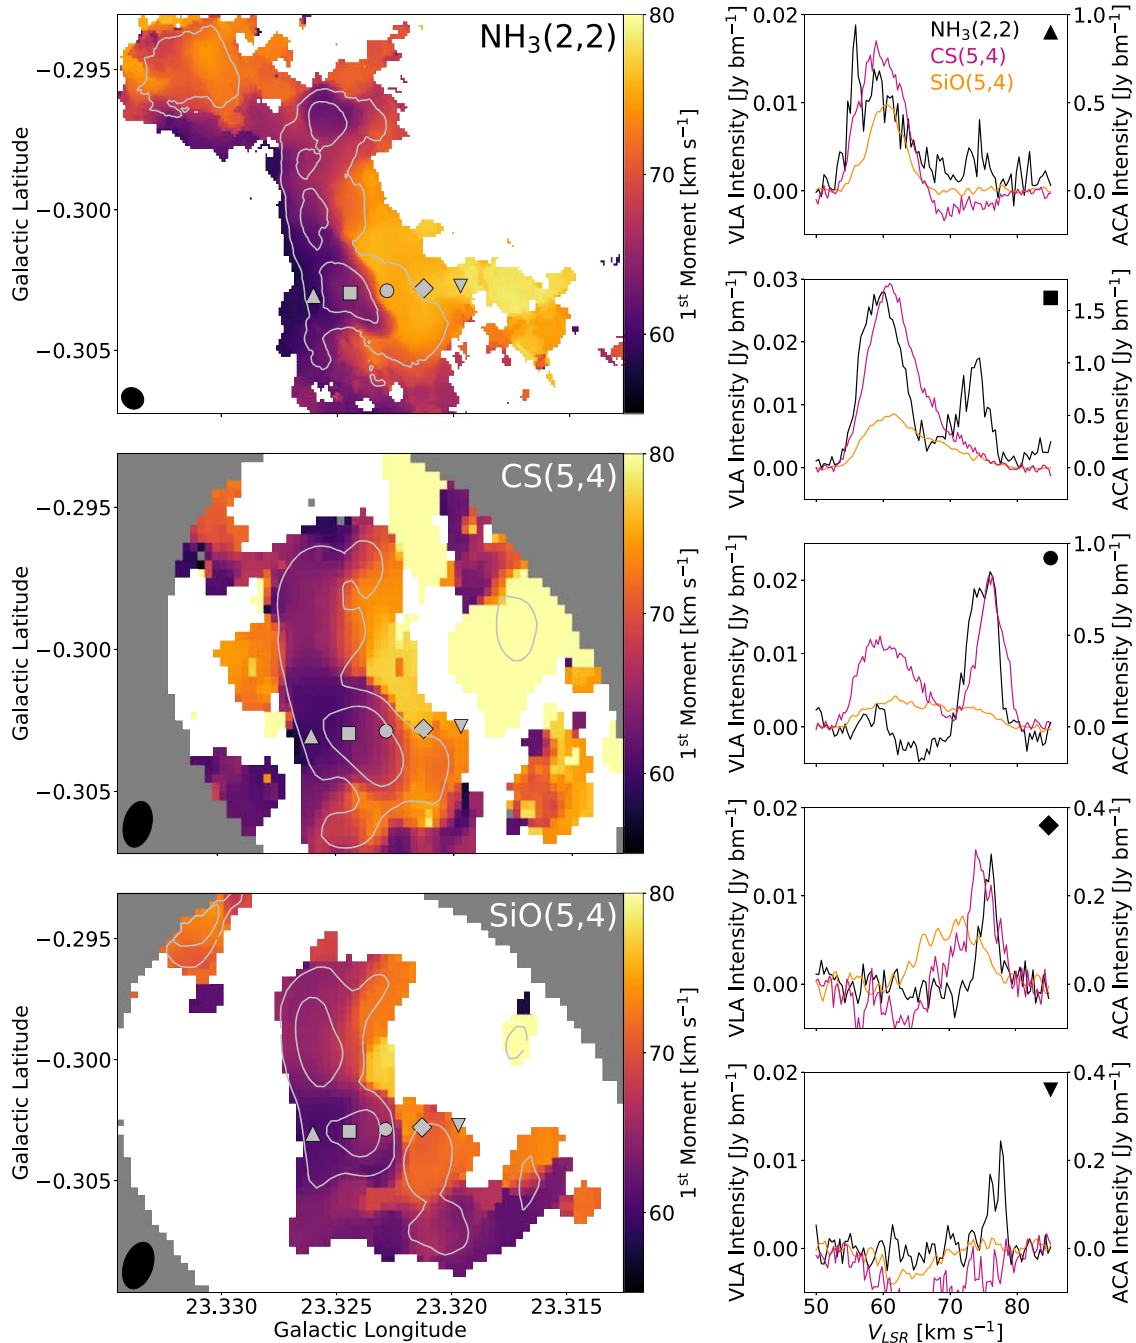 NH₃(2,2)
Galactic Latitude
−0.295
−0.300
−0.305
80
70
60
1ˢᵗ Moment [km s⁻¹]
CS(5,4)
Galactic Latitude
−0.295
−0.300
−0.305
80
70
60
1ˢᵗ Moment [km s⁻¹]
SiO(5,4)
Galactic Latitude
−0.295
−0.300
−0.305
80
70
60
1ˢᵗ Moment [km s⁻¹]
23.330 23.325 23.320 23.315
Galactic Longitude
NH₃(2,2)
CS(5,4)
SiO(5,4)
VLA Intensity [Jy bm⁻¹]
0.02
0.01
0.00
ACA Intensity [Jy bm⁻¹]
1.0
0.5
0.0
VLA Intensity [Jy bm⁻¹]
0.03
0.02
0.01
0.00
ACA Intensity [Jy bm⁻¹]
1.5
1.0
0.5
0.0
VLA Intensity [Jy bm⁻¹]
0.02
0.01
0.00
ACA Intensity [Jy bm⁻¹]
1.0
0.5
0.0
VLA Intensity [Jy bm⁻¹]
0.02
0.01
0.00
ACA Intensity [Jy bm⁻¹]
0.4
0.2
0.0
VLA Intensity [Jy bm⁻¹]
0.02
0.01
0.00
ACA Intensity [Jy bm⁻¹]
0.4
0.2
0.0
50 60 70 80
V_LSR [km s⁻¹]